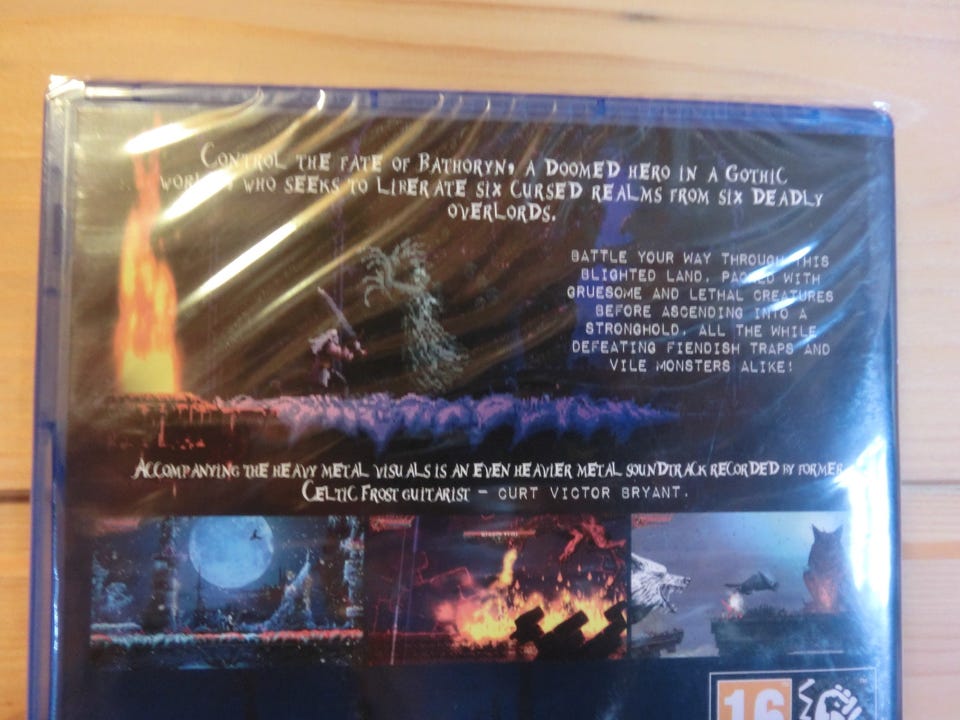 Control the fate of Bathoryn, a Doomed hero in a Gothic
world, who seeks to liberate six cursed realms from six deadly
overlords.
BATTLE YOUR WAY THROUGH THIS
BLIGHTED LAND, PACKED WITH
GRUESOME AND LETHAL CREATURES
BEFORE ASCENDING INTO A
STRONGHOLD. ALL THE WHILE
DEFEATING FIENDISH TRAPS AND
VILE MONSTERS ALIKE!
Accompanying the heavy metal visuals is an even heavier metal soundtrack recorded by former
Celtic Frost guitarist - CURT VICTOR BRYANT.
16